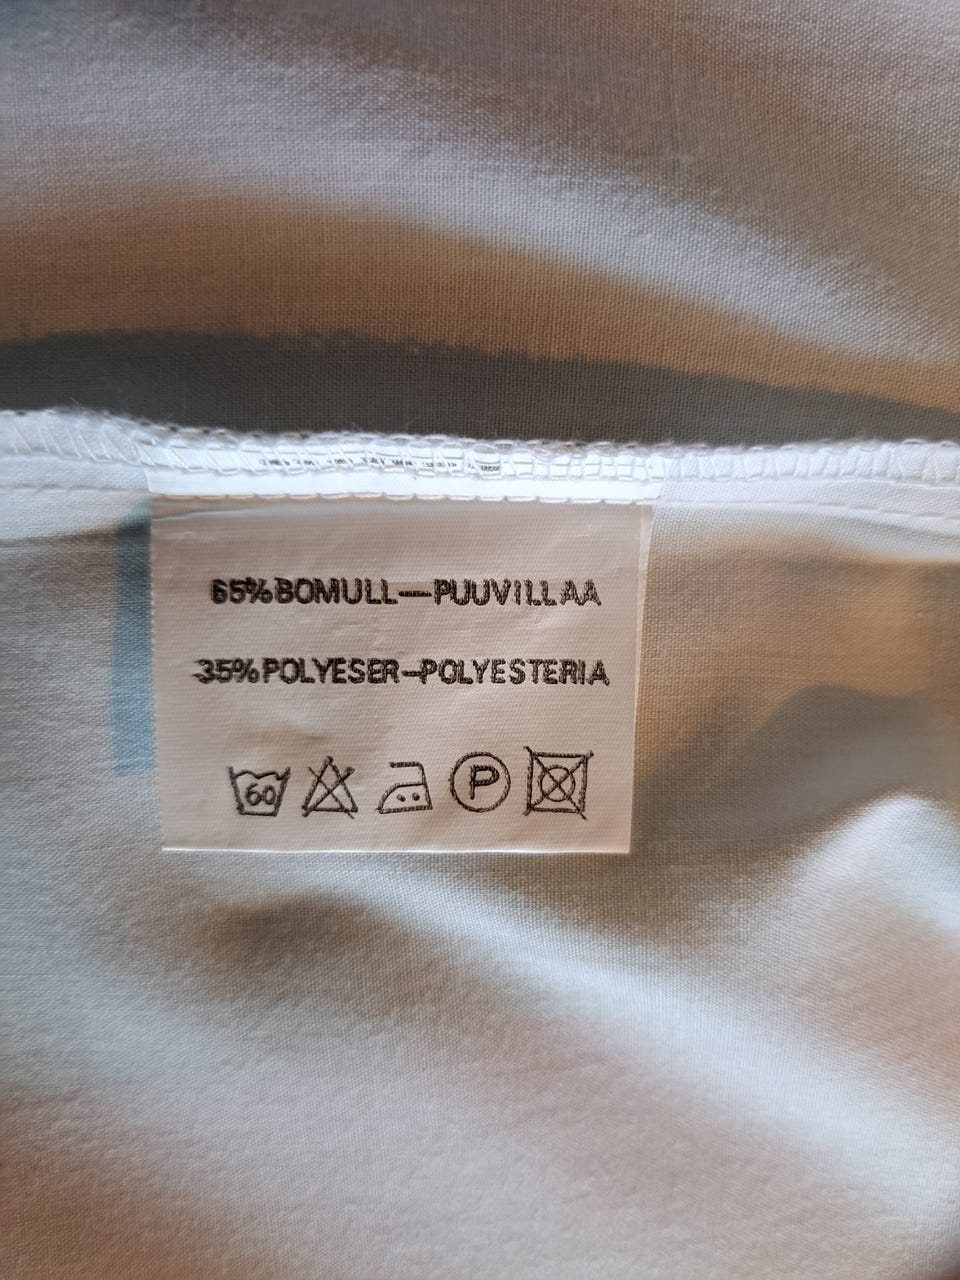 65%BOMULL—PUUVILLAA
35%POLYESER–POLYESTERIA
60 P